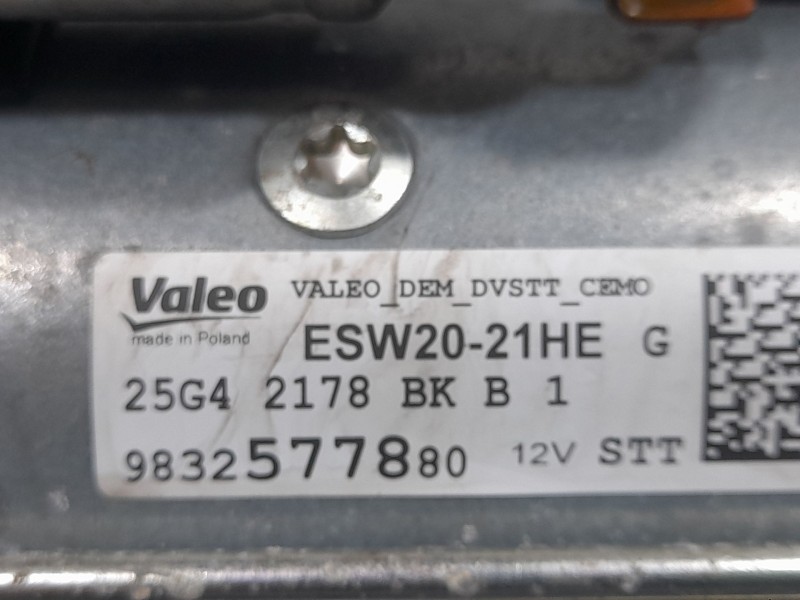 Valeo VALEO_DEM_DVSTT_CEMO
made in Poland ESW20-21HE G
25G4 2178 BK B 1
9832577880 12V STT